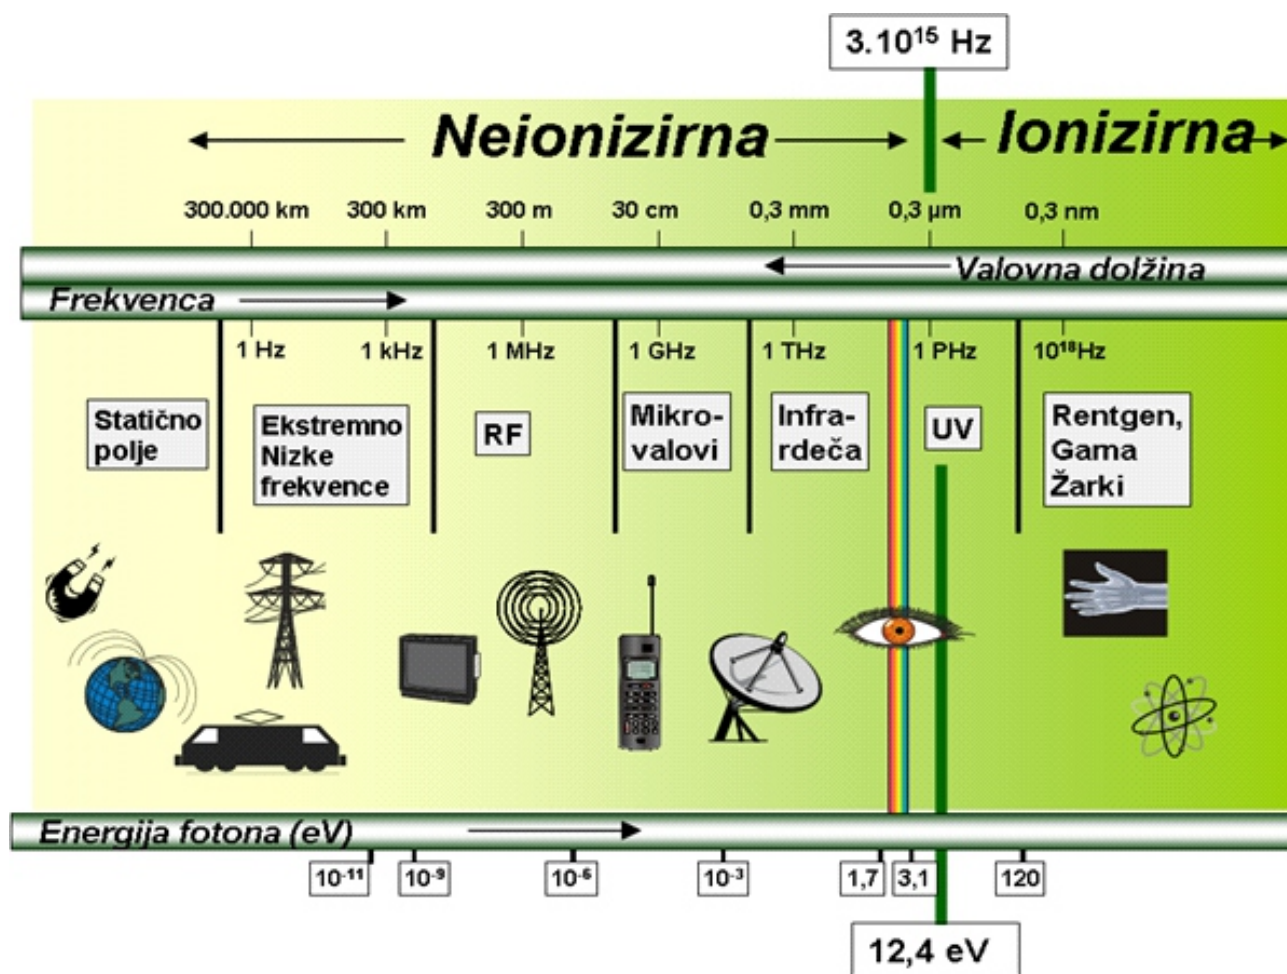 3.10¹⁵ Hz
Neionizirna
Ionizirna
300.000 km 300 km 300 m 30 cm 0,3 mm 0,3 µm 0,3 nm
Valovna dolžina
Frekvenca
1 Hz 1 kHz 1 MHz 1 GHz 1 THz 1 PHz 10¹⁸Hz
Statično
polje
Ekstremno
Nizke
frekvence
RF
Mikro-
valovi
Infra-
rdeča
UV
Rentgen,
Gama
Žarki
Energija fotona (eV)
10⁻¹¹ 10⁻⁹ 10⁻⁶ 10⁻³ 1,7 3,1 120
12,4 eV